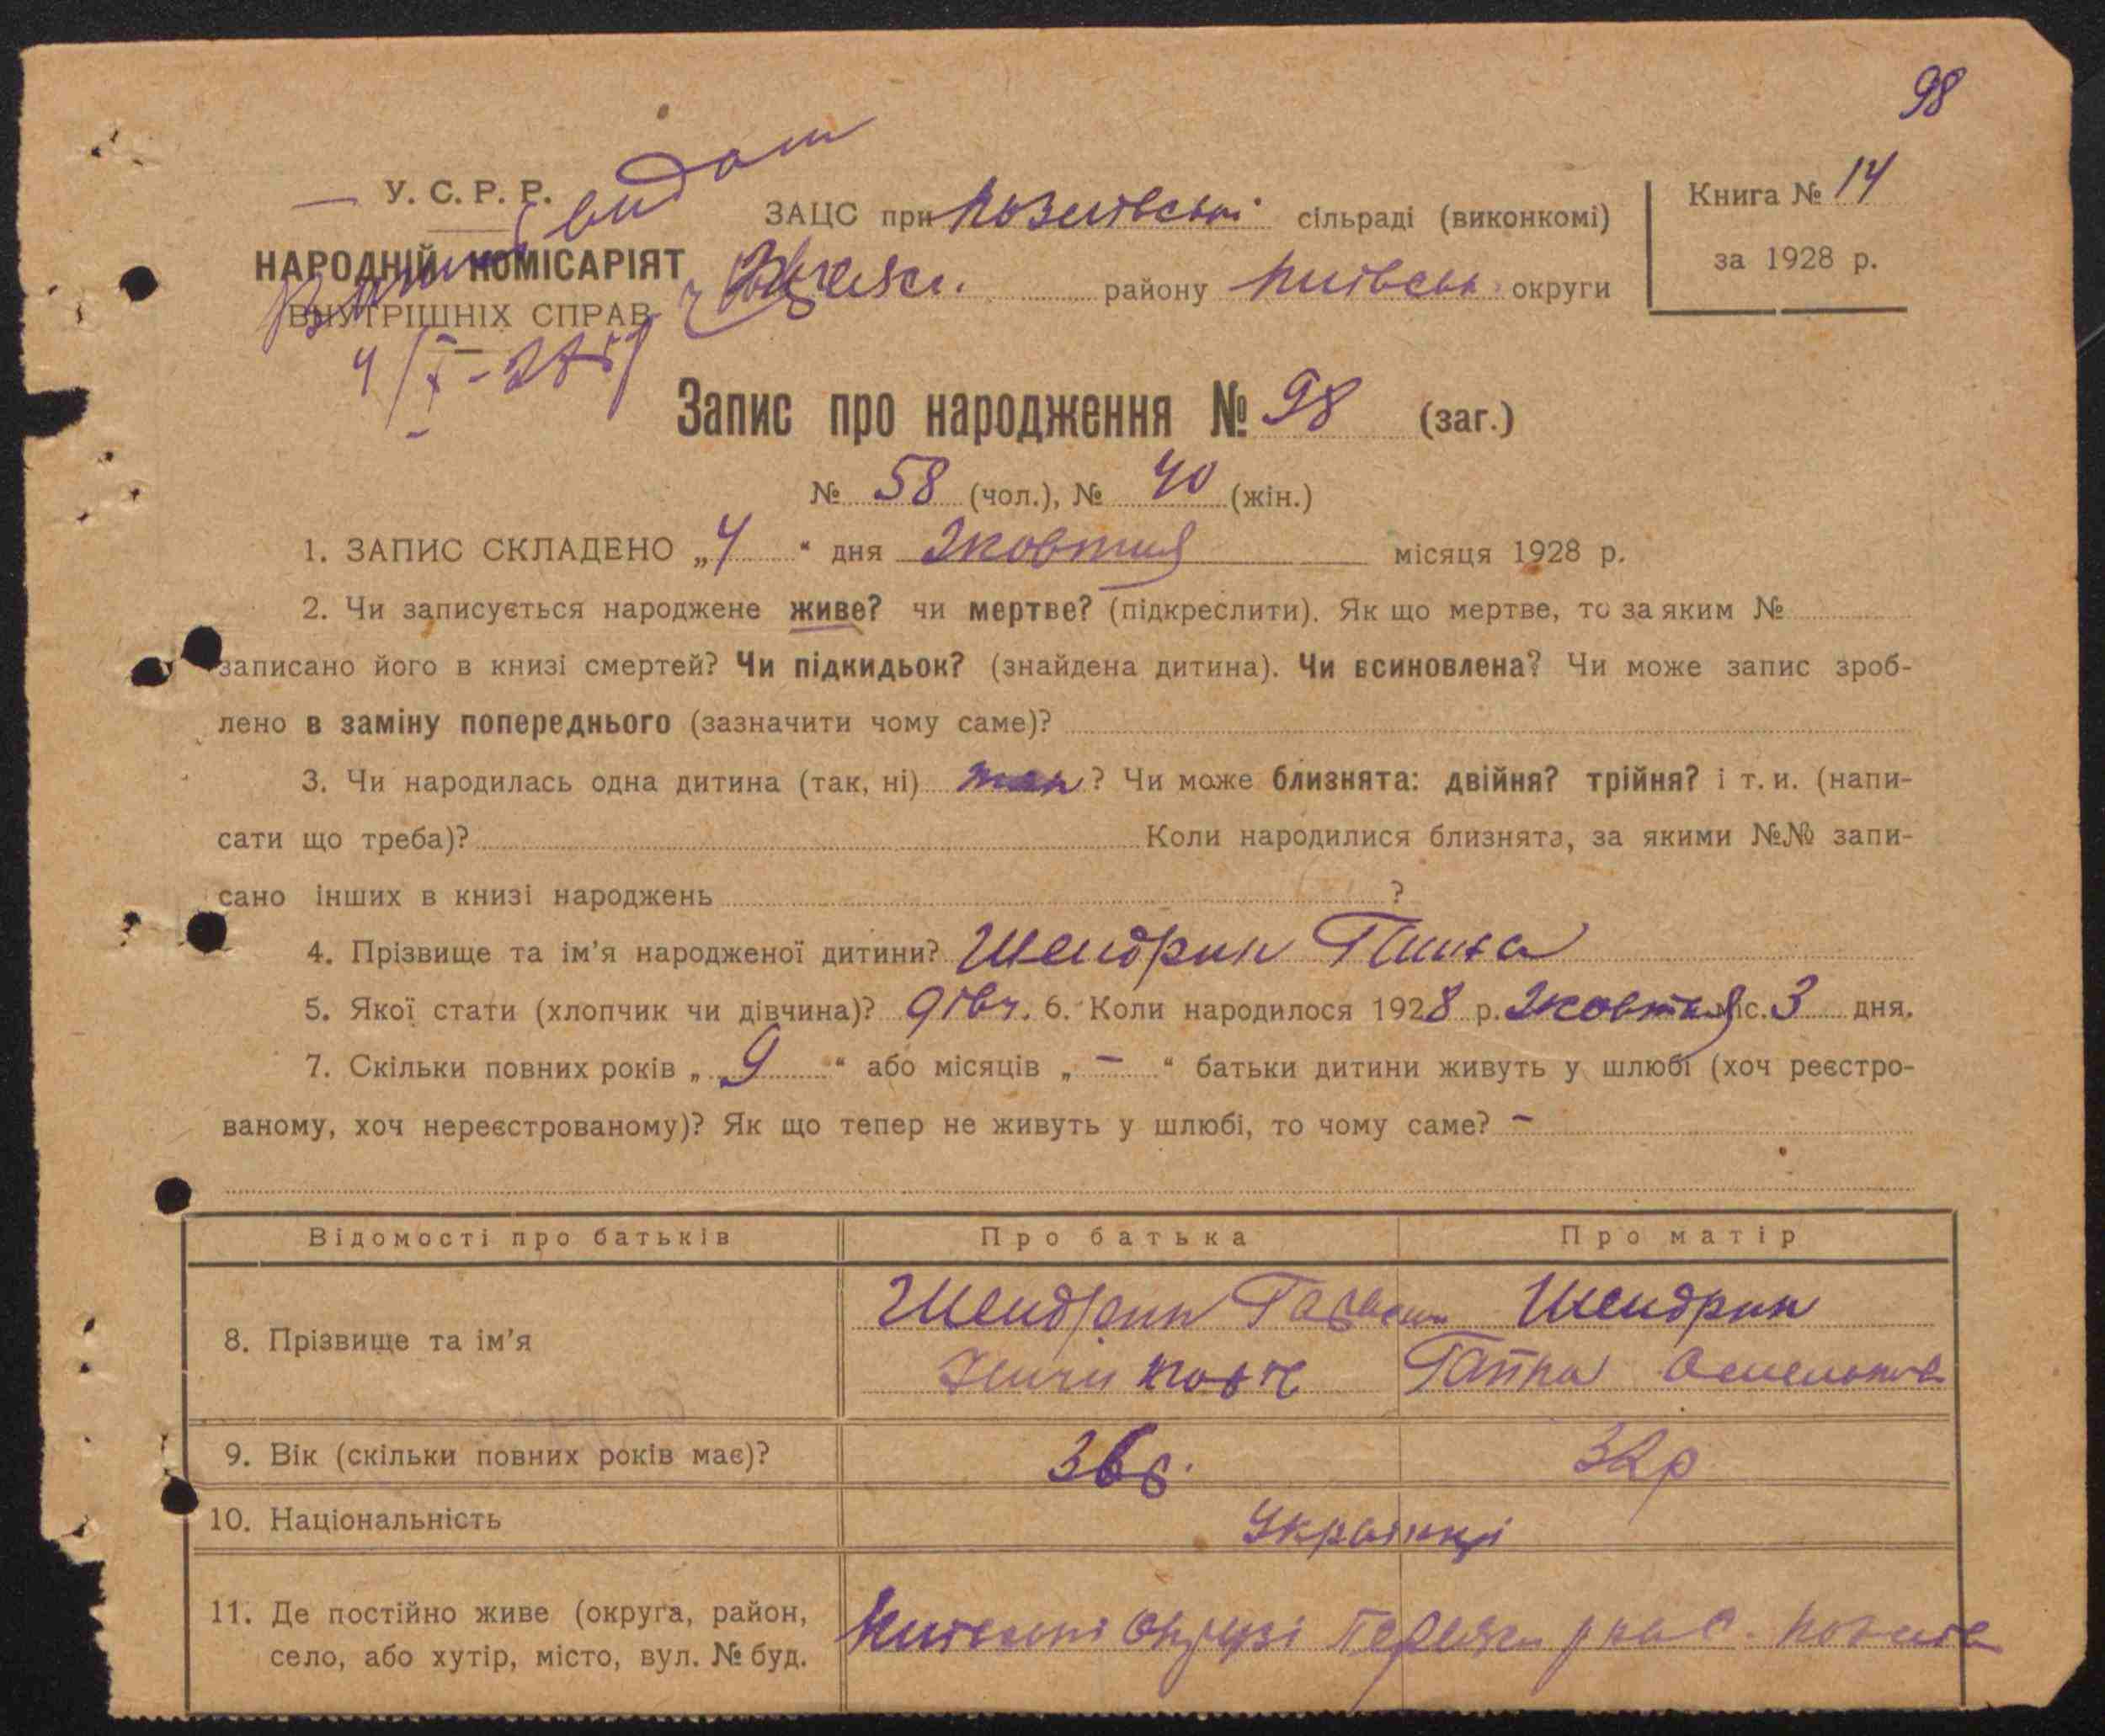 98
У. С. Р. Р.
НАРОДНІЙ КОМІСАРІЯТ
ВНУТРІШНІХ СПРАВ
видат
ЗАЦС при сільраді (виконкомі)
району Київськ округи
Книга № 14
за 1928 р.
Запис про народження № 98 (заг.)
№ 58 (чол.), № 40 (жін.)
1. ЗАПИС СКЛАДЕНО „4“ дня Жовтня місяця 1928 р.
2. Чи записується народжене живе? чи мертве? (підкреслити). Як що мертве, то за яким №
записано його в книзі смертей? Чи підкидьок? (знайдена дитина). Чи всиновлена? Чи може запис зроб-
лено в заміну попереднього (зазначити чому саме)?
3. Чи народилась одна дитина (так, ні) так? Чи може близнята: двійня? трійня? і т. и. (напи-
сати що треба)? Коли народилися близнята, за якими №№ запи-
сано інших в книзі народжень ?
4. Прізвище та ім'я народженої дитини? Шендрик
5. Якої стати (хлопчик чи дівчина)? дівч. 6. Коли народилося 1928 р. Жовтня міс. 3 дня.
7. Скільки повних років „9“ або місяців „–“ батьки дитини живуть у шлюбі (хоч реєстро-
ваному, хоч нереєстрованому)? Як що тепер не живуть у шлюбі, то чому саме? –
Відомості про батьків Про батька Про матір
8. Прізвище та ім'я Шендрик Шендрик
Гапка
9. Вік (скільки повних років має)? 36р. 32р
10. Національність Українці
11. Де постійно живе (округа, район,
село, або хутір, місто, вул. № буд.
окрузі